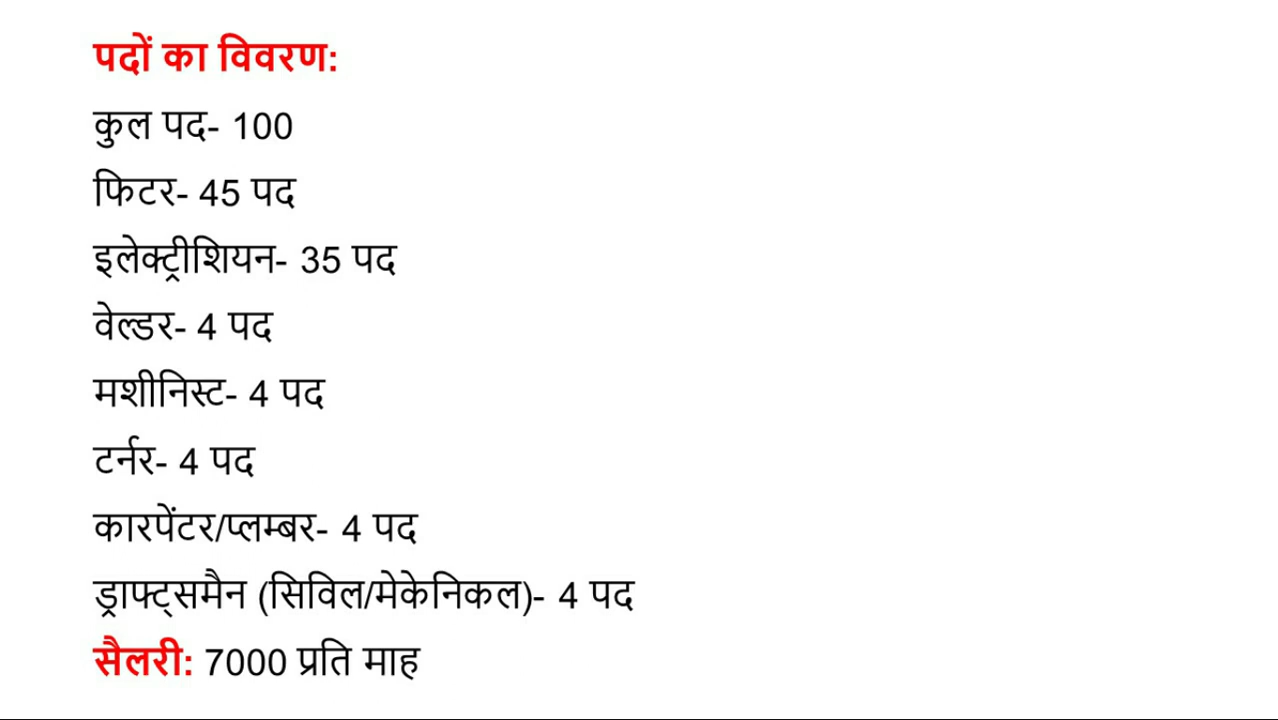 पदों का विवरण:
कुल पद- 100
फिटर- 45 पद
इलेक्ट्रीशियन- 35 पद
वेल्डर- 4 पद
मशीनिस्ट- 4 पद
टर्नर- 4 पद
कारपेंटर/प्लम्बर- 4 पद
ड्राफ्ट्समैन (सिविल/मेकेनिकल)- 4 पद
सैलरी: 7000 प्रति माह